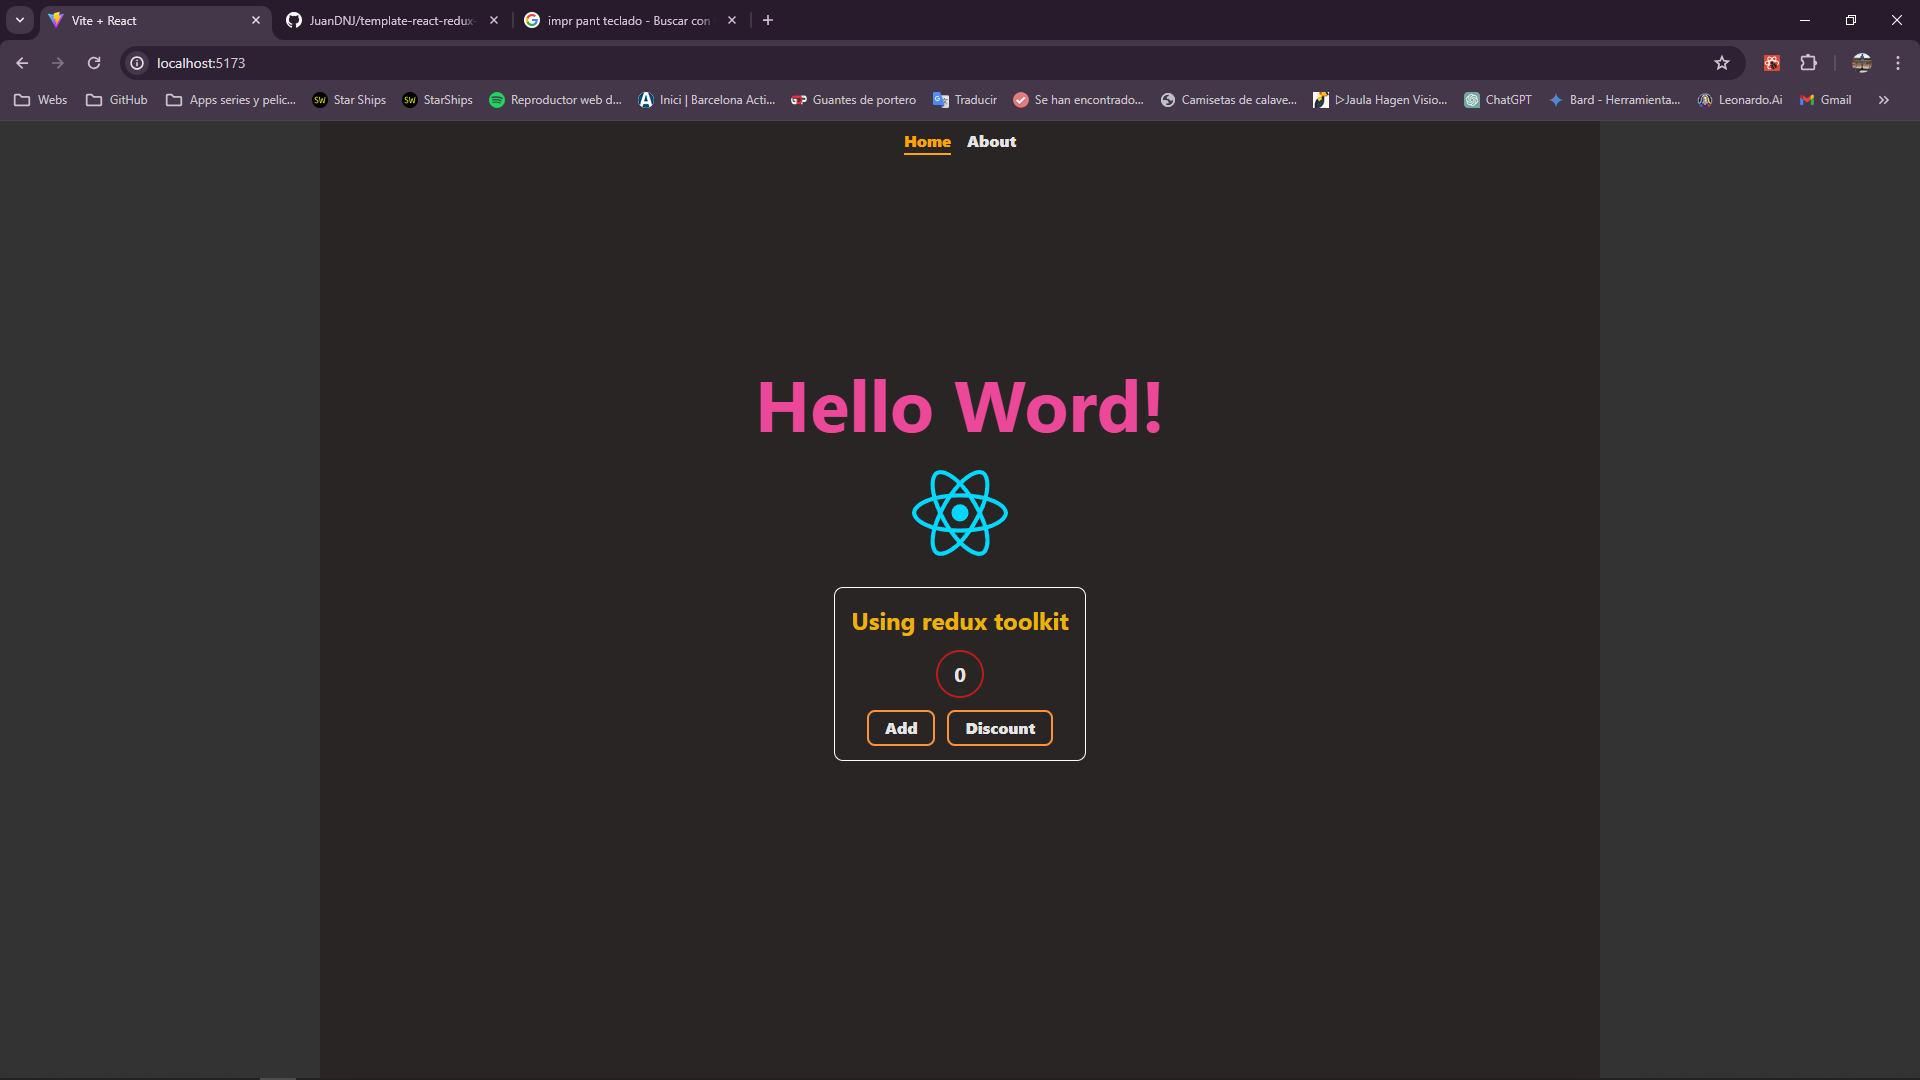 Vite + React
JuanDNJ/template-react-redux-
impr pant teclado - Buscar con
localhost:5173
Webs
GitHub
Apps series y pelic...
SW Star Ships
SW StarShips
Reproductor web d...
Inici | Barcelona Acti...
Guantes de portero
Traducir
Se han encontrado...
Camisetas de calave...
▷Jaula Hagen Visio...
ChatGPT
Bard - Herramienta...
Leonardo.Ai
Gmail
Home About
Hello Word!
Using redux toolkit
0
Add Discount